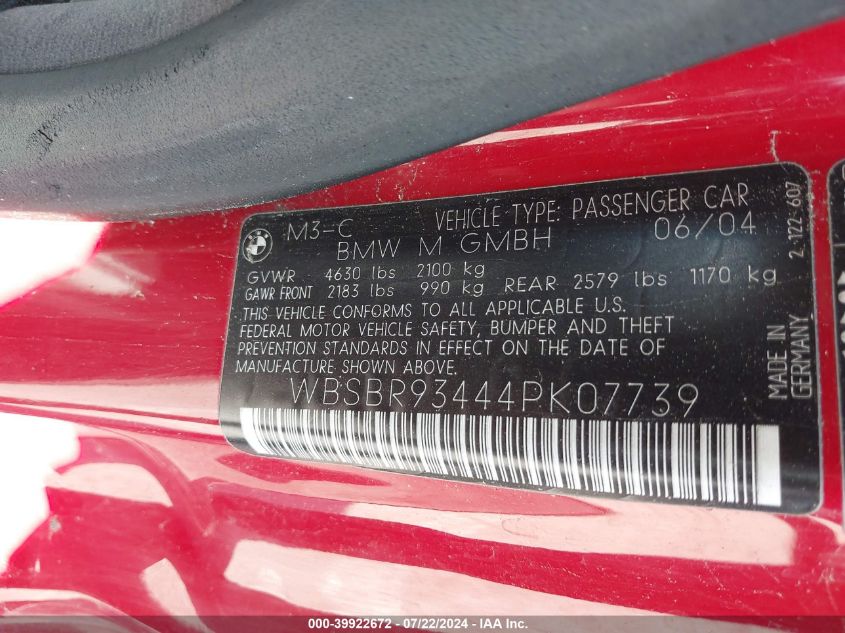 M3-C VEHICLE TYPE: PASSENGER CAR
BMW M GMBH 06/04
GVWR 4630 lbs 2100 kg
GAWR FRONT 2183 lbs 990 kg REAR 2579 lbs 1170 kg
THIS VEHICLE CONFORMS TO ALL APPLICABLE U.S.
FEDERAL MOTOR VEHICLE SAFETY, BUMPER AND THEFT
PREVENTION STANDARDS IN EFFECT ON THE DATE OF
MANUFACTURE SHOWN ABOVE.
WBSBR93444PK07739
2 122 607
MADE IN
GERMANY
000-39922672 - 07/22/2024 - IAA Inc.